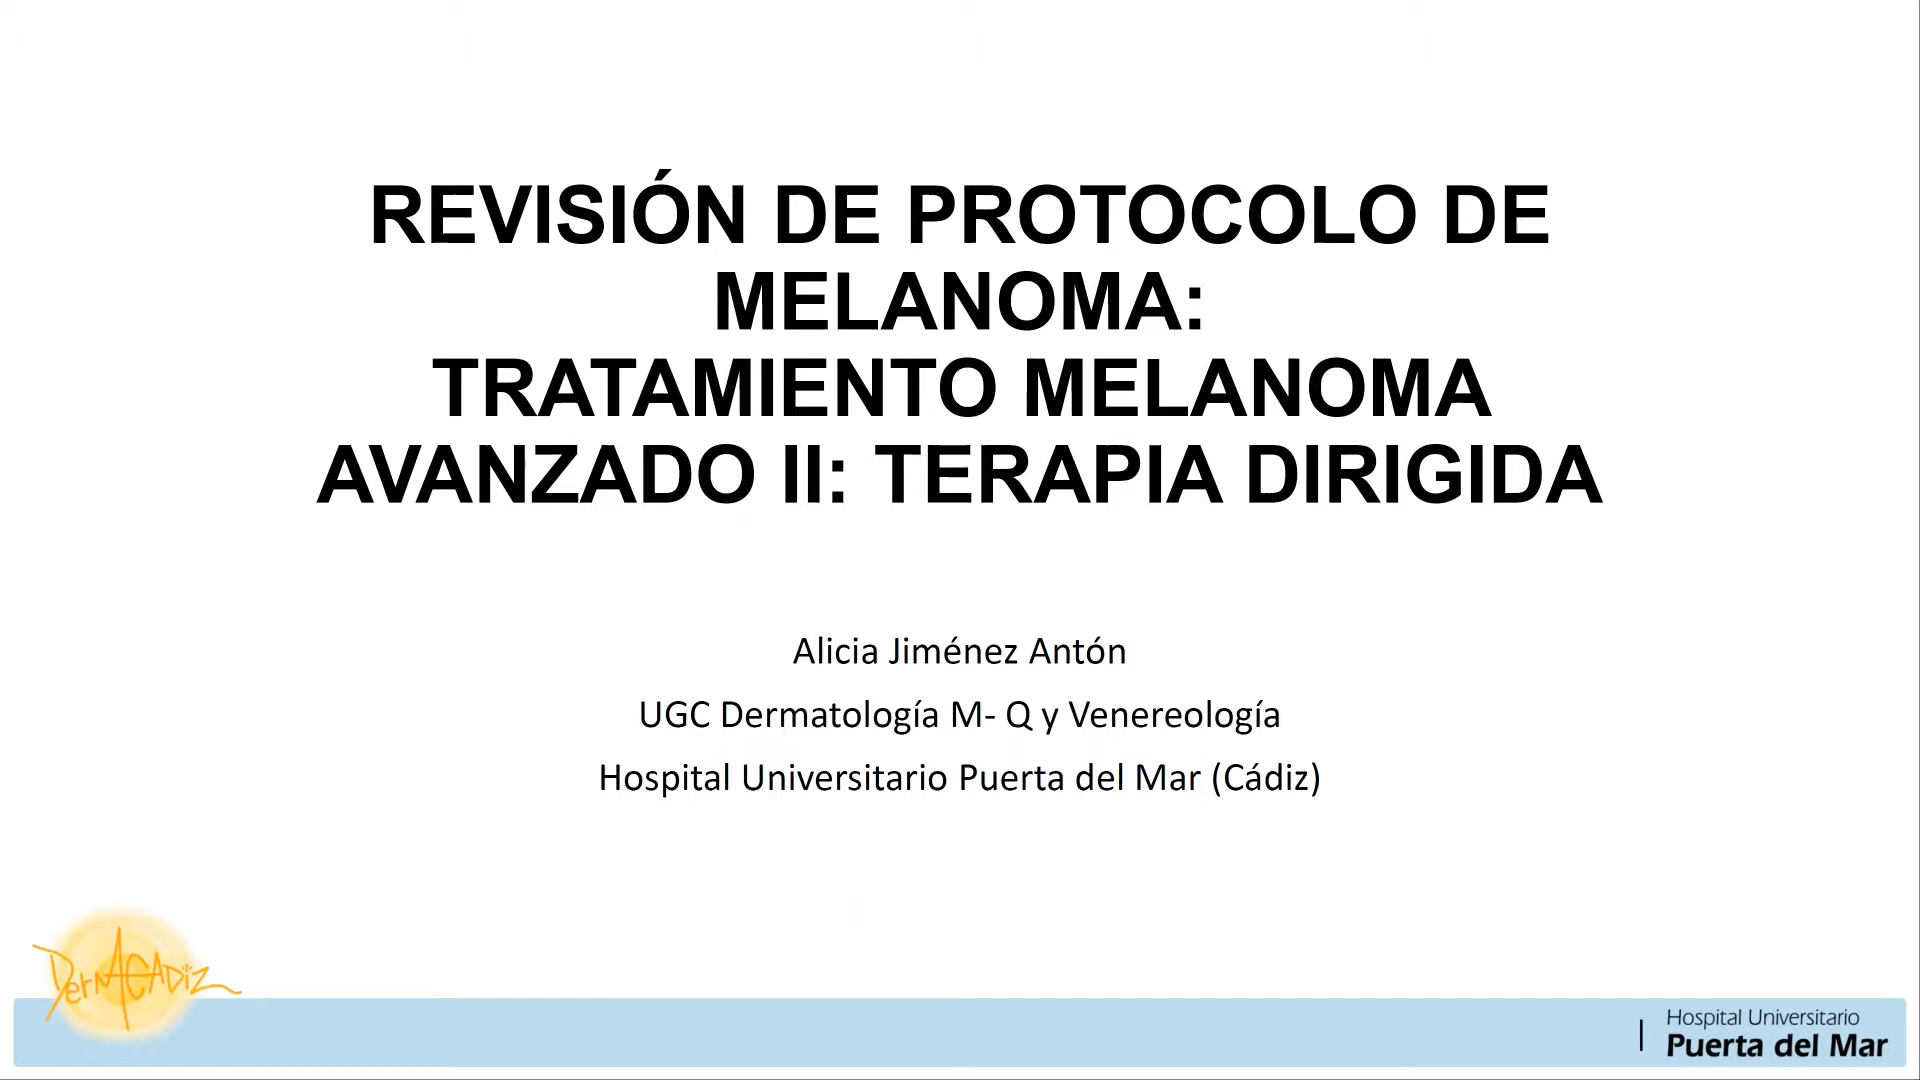 REVISIÓN DE PROTOCOLO DE
MELANOMA:
TRATAMIENTO MELANOMA
AVANZADO II: TERAPIA DIRIGIDA
Alicia Jiménez Antón
UGC Dermatología M- Q y Venereología
Hospital Universitario Puerta del Mar (Cádiz)
DermACADiz
Hospital Universitario
Puerta del Mar